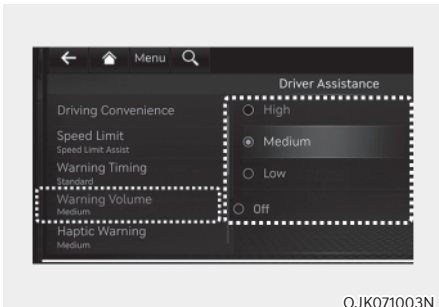 Menu
Driver Assistance
Driving Convenience
Speed Limit
Speed Limit Assist
Warning Timing
Standard
Warning Volume
Medium
Haptic Warning
Medium
High
Medium
Low
Off
OJK071003N